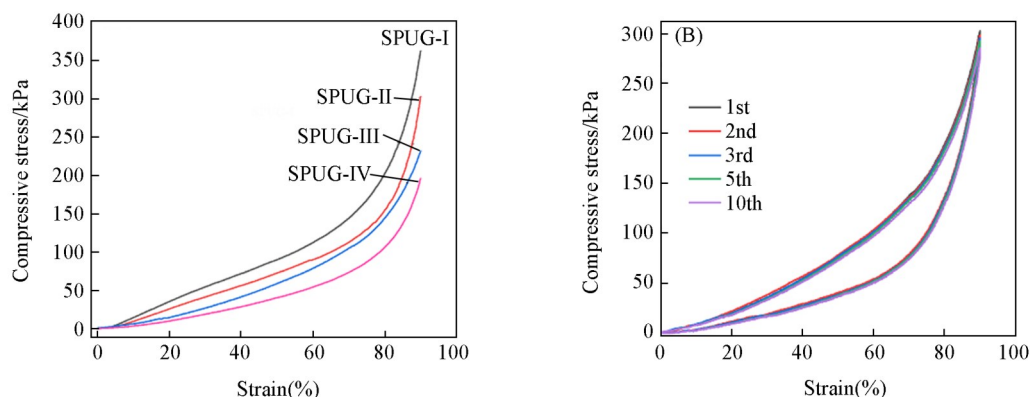 400
350
300
250
200
150
100
50
0
Compressive stress/kPa
SPUG-I
SPUG-II
SPUG-III
SPUG-IV
0 20 40 60 80 100
Strain(%)
(B)
300
250
200
150
100
50
0
Compressive stress/kPa
1st
2nd
3rd
5th
10th
0 20 40 60 80 100
Strain(%)